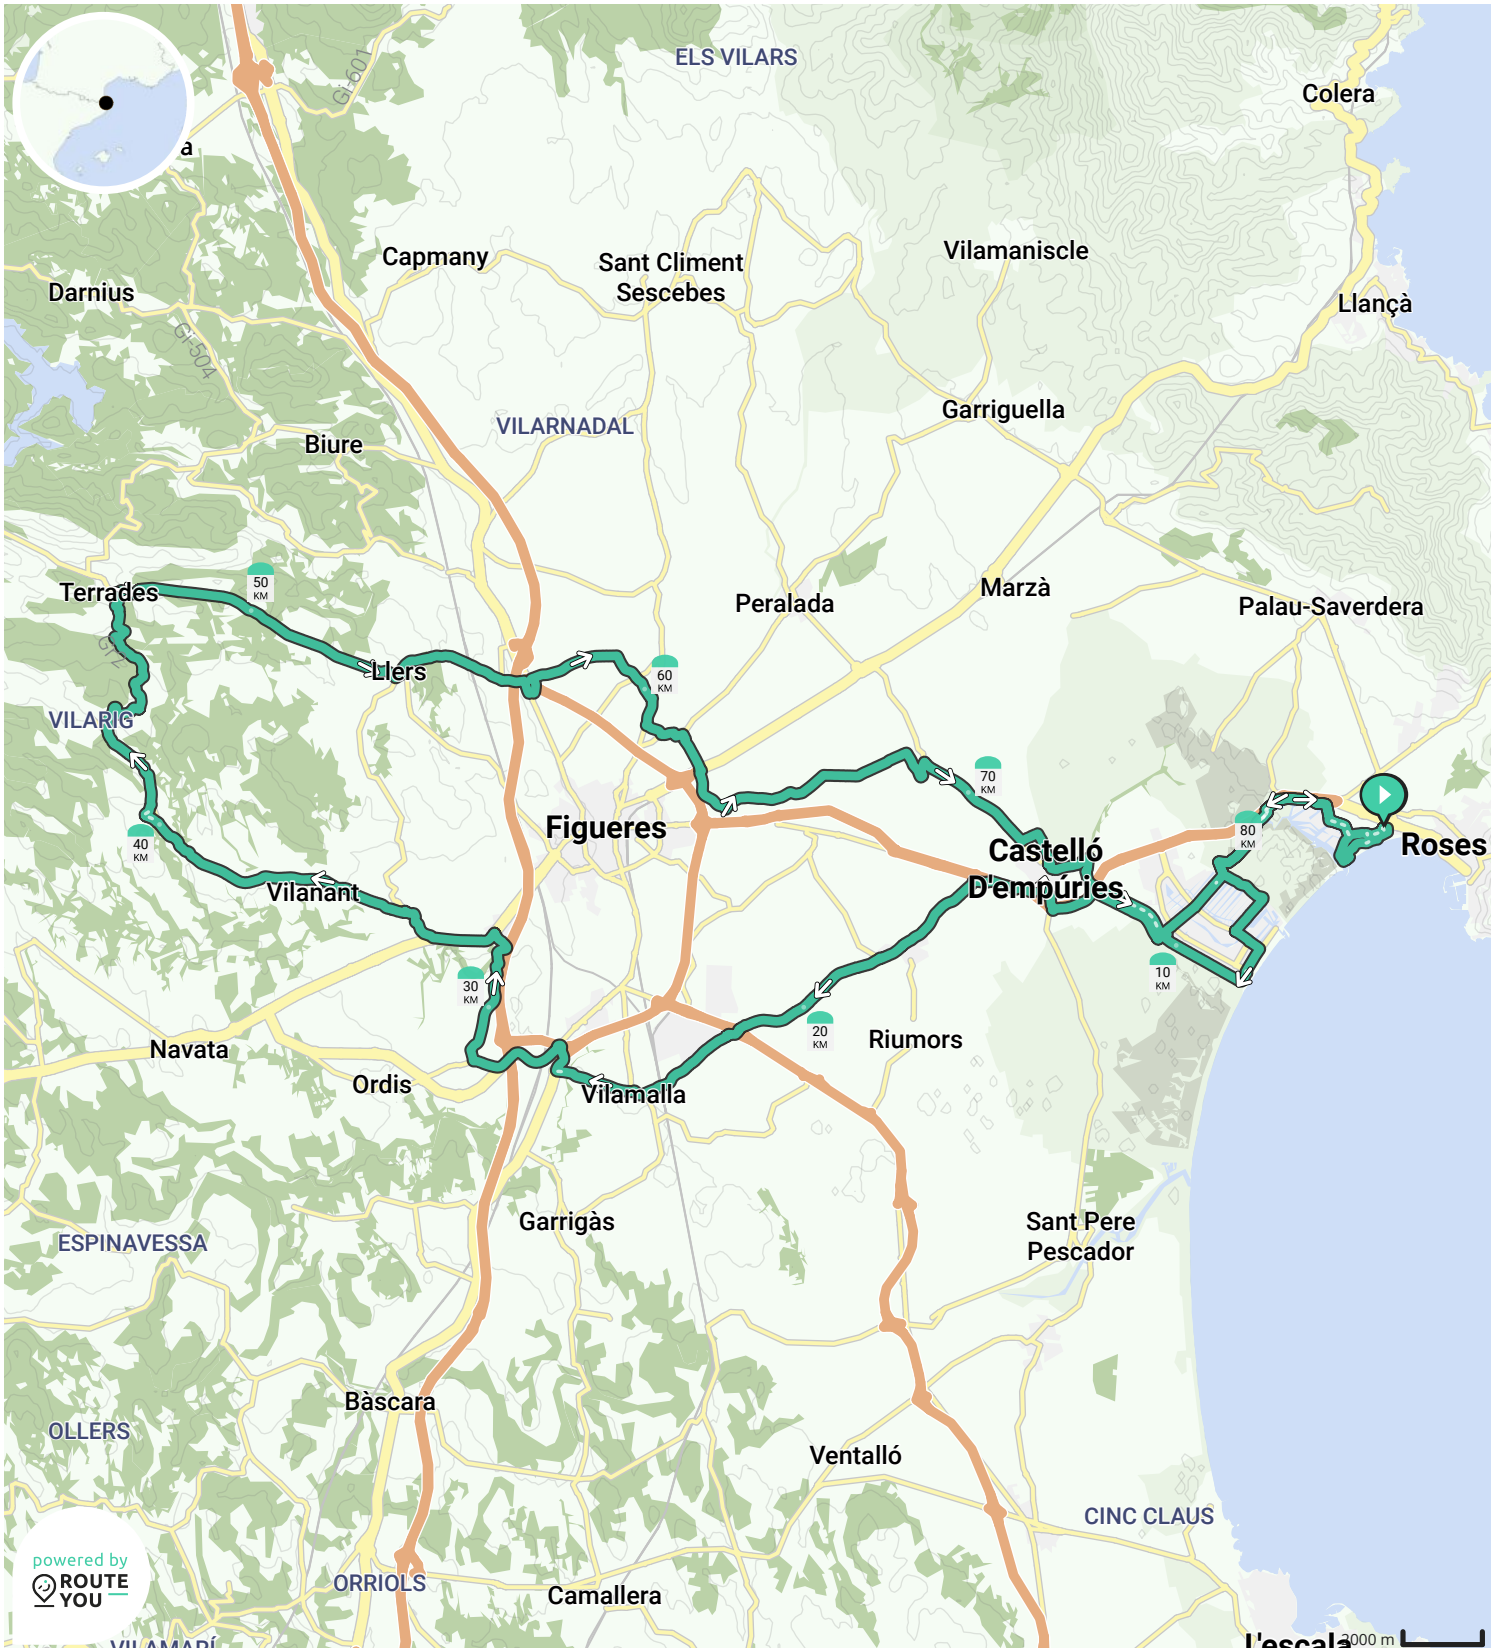 ELS VILARS
Gi-601
Colera
a
Capmany
Sant Climent
Sescebes
Vilamaniscle
Darnius
Llançà
Gi-504
Garriguella
VILARNADAL
Biure
50
KM
Terrades
Marzà
Peralada
Palau-Saverdera
Llers
60
KM
VILARIG
70
KM
Figueres
80
KM
Roses
Castelló
D'empúries
40
KM
Vilanant
10
KM
30
KM
20
KM
Riumors
Navata
Ordis
Vilamalla
Garrigàs
Sant Pere
Pescador
ESPINAVESSA
Bàscara
OLLERS
Ventalló
CINC CLAUS
powered by
ROUTE
YOU
ORRIOLS
Camallera
VILAMARÍ
L'escala
2000 m